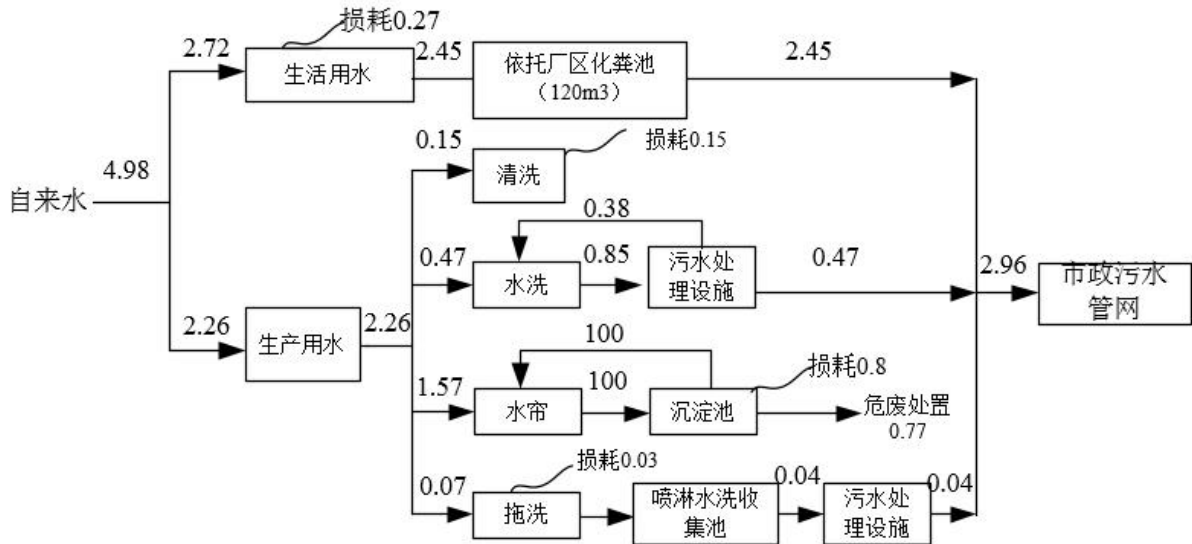 损耗0.27
2.72
生活用水
2.45
依托厂区化粪池
（120m3）
2.45
0.15
清洗
损耗0.15
4.98
自来水
0.38
0.47
水洗
0.85
污水处
理设施
0.47
2.96
市政污水
管网
2.26
生产用水
2.26
100
1.57
水帘
100
沉淀池
损耗0.8
危废处置
0.77
损耗0.03
0.07
拖洗
喷淋水洗收
集池
0.04
污水处
理设施
0.04